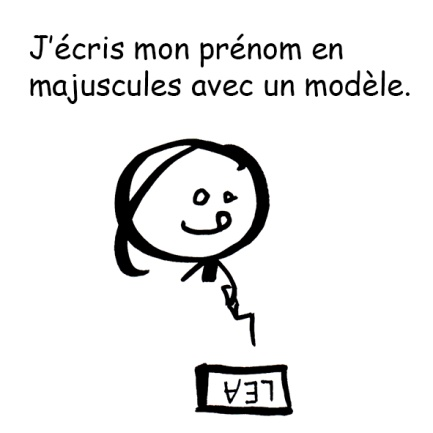 J'écris mon prénom en
majuscules avec un modèle.
LEA